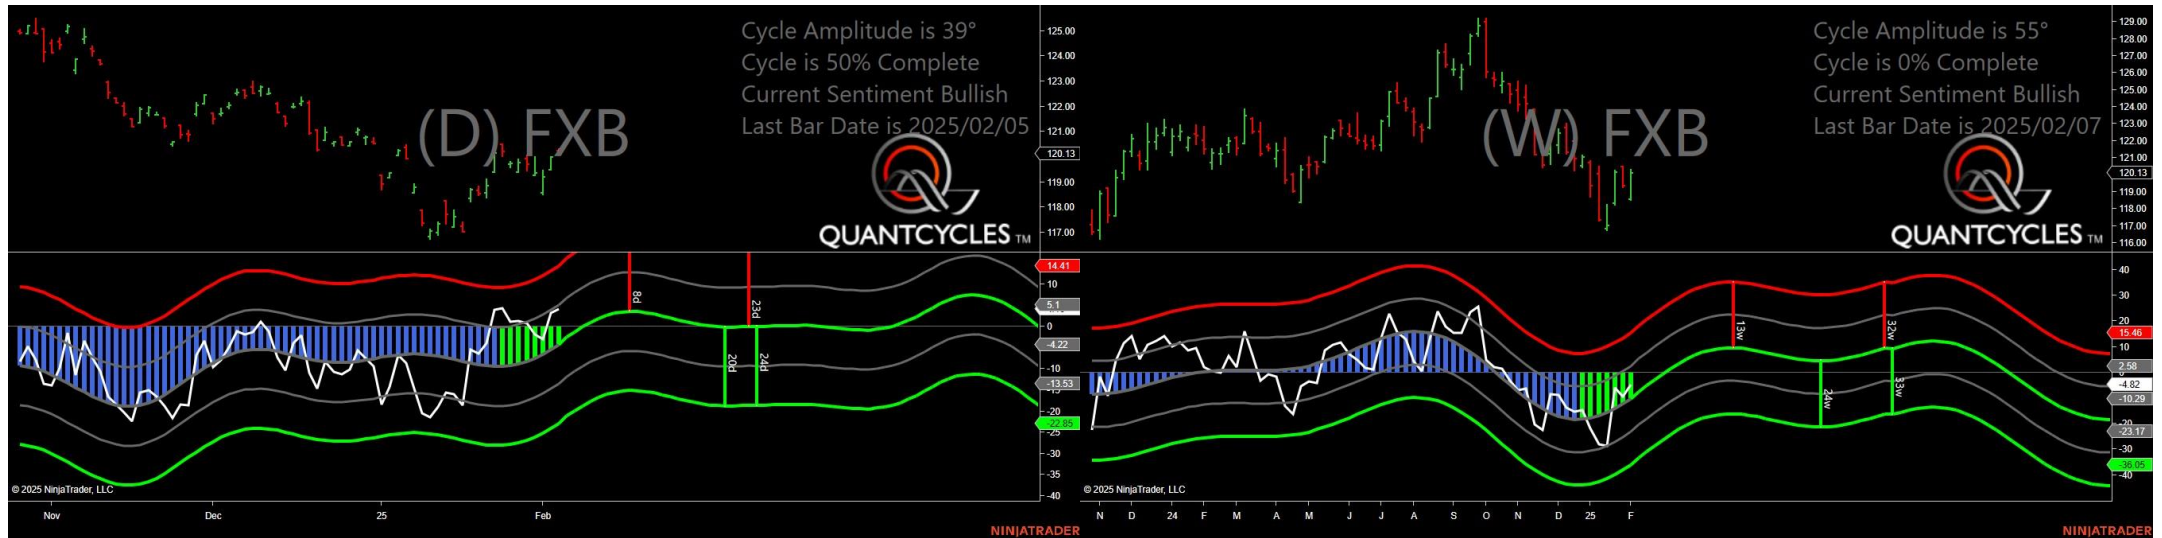 Cycle Amplitude is 39°
Cycle is 50% Complete
Current Sentiment Bullish
Last Bar Date is 2025/02/05
(D) FXB
QUANTCYCLES TM
125.00
124.00
123.00
122.00
121.00
120.13
119.00
118.00
117.00
14.41
10
5.1
0
-4.22
-10
-13.53
-20
-22.85
-25
-30
-35
-40
8d
23d
20d
24d
© 2025 NinjaTrader, LLC
Nov
Dec
25
Feb
NINJATRADER
Cycle Amplitude is 55°
Cycle is 0% Complete
Current Sentiment Bullish
Last Bar Date is 2025/02/07
(W) FXB
QUANTCYCLES TM
129.00
128.00
127.00
126.00
125.00
124.00
123.00
122.00
121.00
120.13
119.00
118.00
117.00
116.00
40
30
20
15.46
10
2.58
-4.82
-10.29
-23.17
-30
-36.05
-40
13w
32w
24w
33w
© 2025 NinjaTrader, LLC
N
D
24
F
M
A
M
J
J
A
S
O
N
D
25
F
NINJATRADER